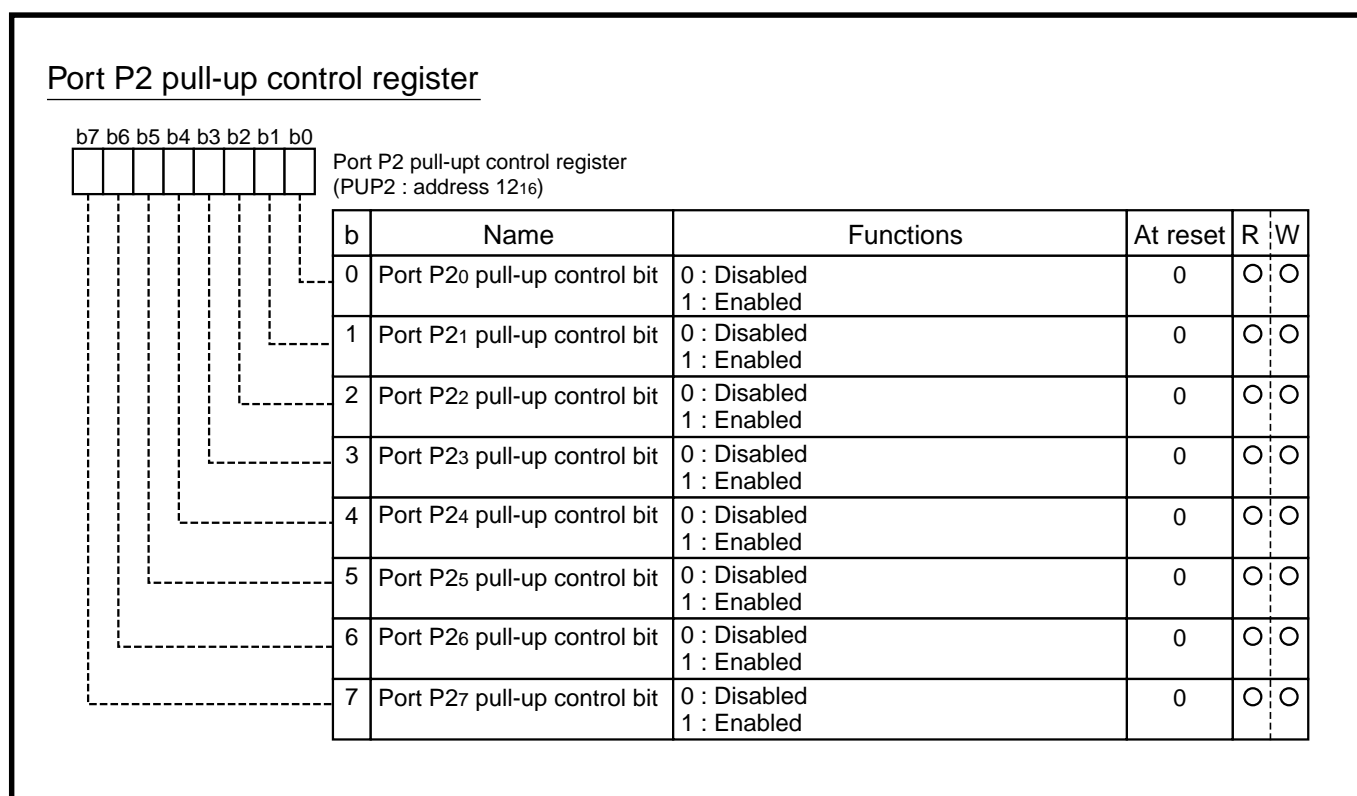 Port P2 pull-up control register
b7 b6 b5 b4 b3 b2 b1 b0
Port P2 pull-upt control register
(PUP2 : address 1216)
b Name Functions At reset R W
0 Port P20 pull-up control bit 0 : Disabled 0 O O
1 : Enabled
1 Port P21 pull-up control bit 0 : Disabled 0 O O
1 : Enabled
2 Port P22 pull-up control bit 0 : Disabled 0 O O
1 : Enabled
3 Port P23 pull-up control bit 0 : Disabled 0 O O
1 : Enabled
4 Port P24 pull-up control bit 0 : Disabled 0 O O
1 : Enabled
5 Port P25 pull-up control bit 0 : Disabled 0 O O
1 : Enabled
6 Port P26 pull-up control bit 0 : Disabled 0 O O
1 : Enabled
7 Port P27 pull-up control bit 0 : Disabled 0 O O
1 : Enabled